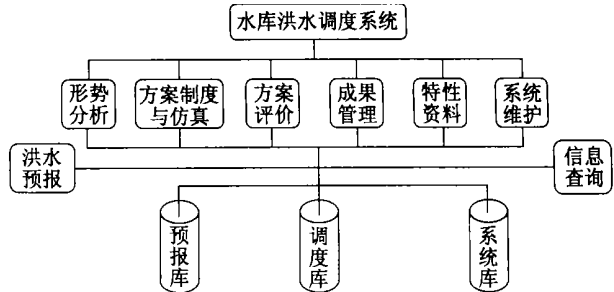 水库洪水调度系统
形势
分析
方案制度
与仿真
方案
评价
成果
管理
特性
资料
系统
维护
洪水
预报
信息
查询
预报库
调度库
系统库